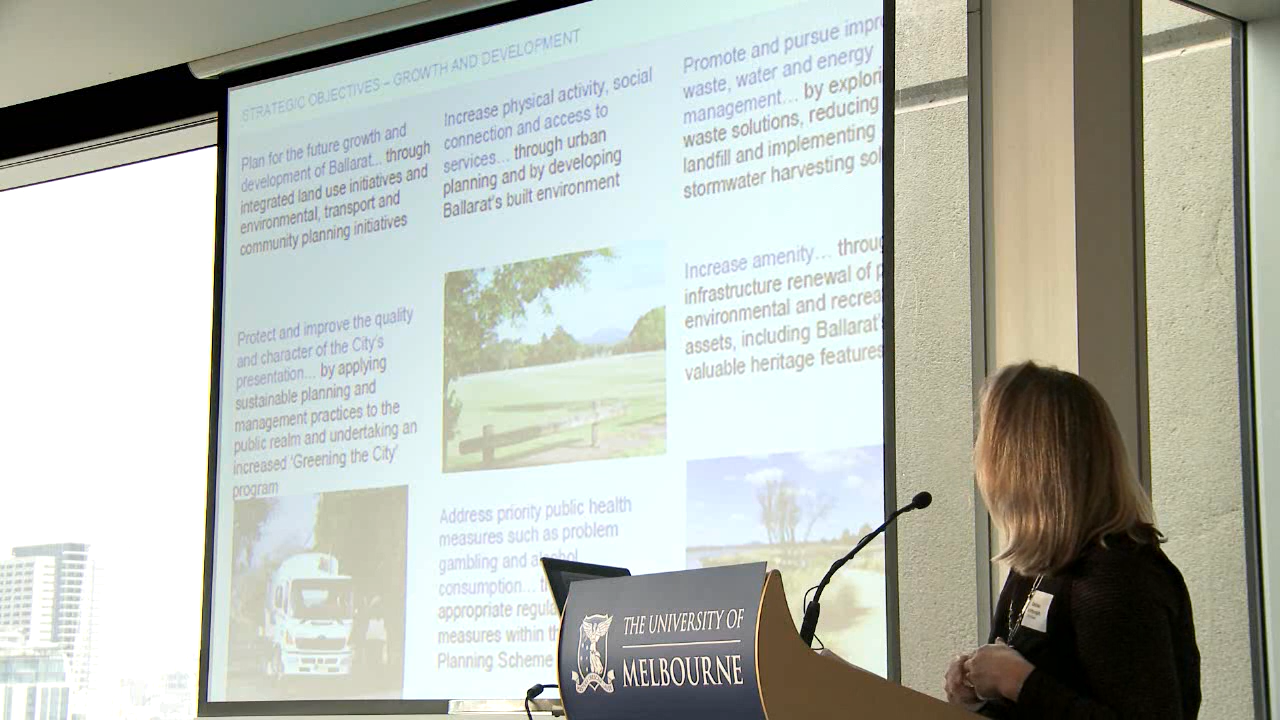 STRATEGIC OBJECTIVES – GROWTH AND DEVELOPMENT
Plan for the future growth and
development of Ballarat... through
integrated land use initiatives and
environmental, transport and
community planning initiatives
Increase physical activity, social
connection and access to
services... through urban
planning and by developing
Ballarat's built environment
Promote and pursue
waste, water and energy
management... by
waste solutions, reducing
landfill and implementing
stormwater harvesting
Protect and improve the quality
and character of the City's
presentation... by applying
sustainable planning and
management practices to the
public realm and undertaking an
increased 'Greening the City'
program
Increase amenity...
infrastructure renewal of
environmental and
assets, including
valuable heritage features
Address priority public health
measures such as problem
gambling and alcohol
consumption...
appropriate
measures within
Planning Scheme
THE UNIVERSITY OF
MELBOURNE